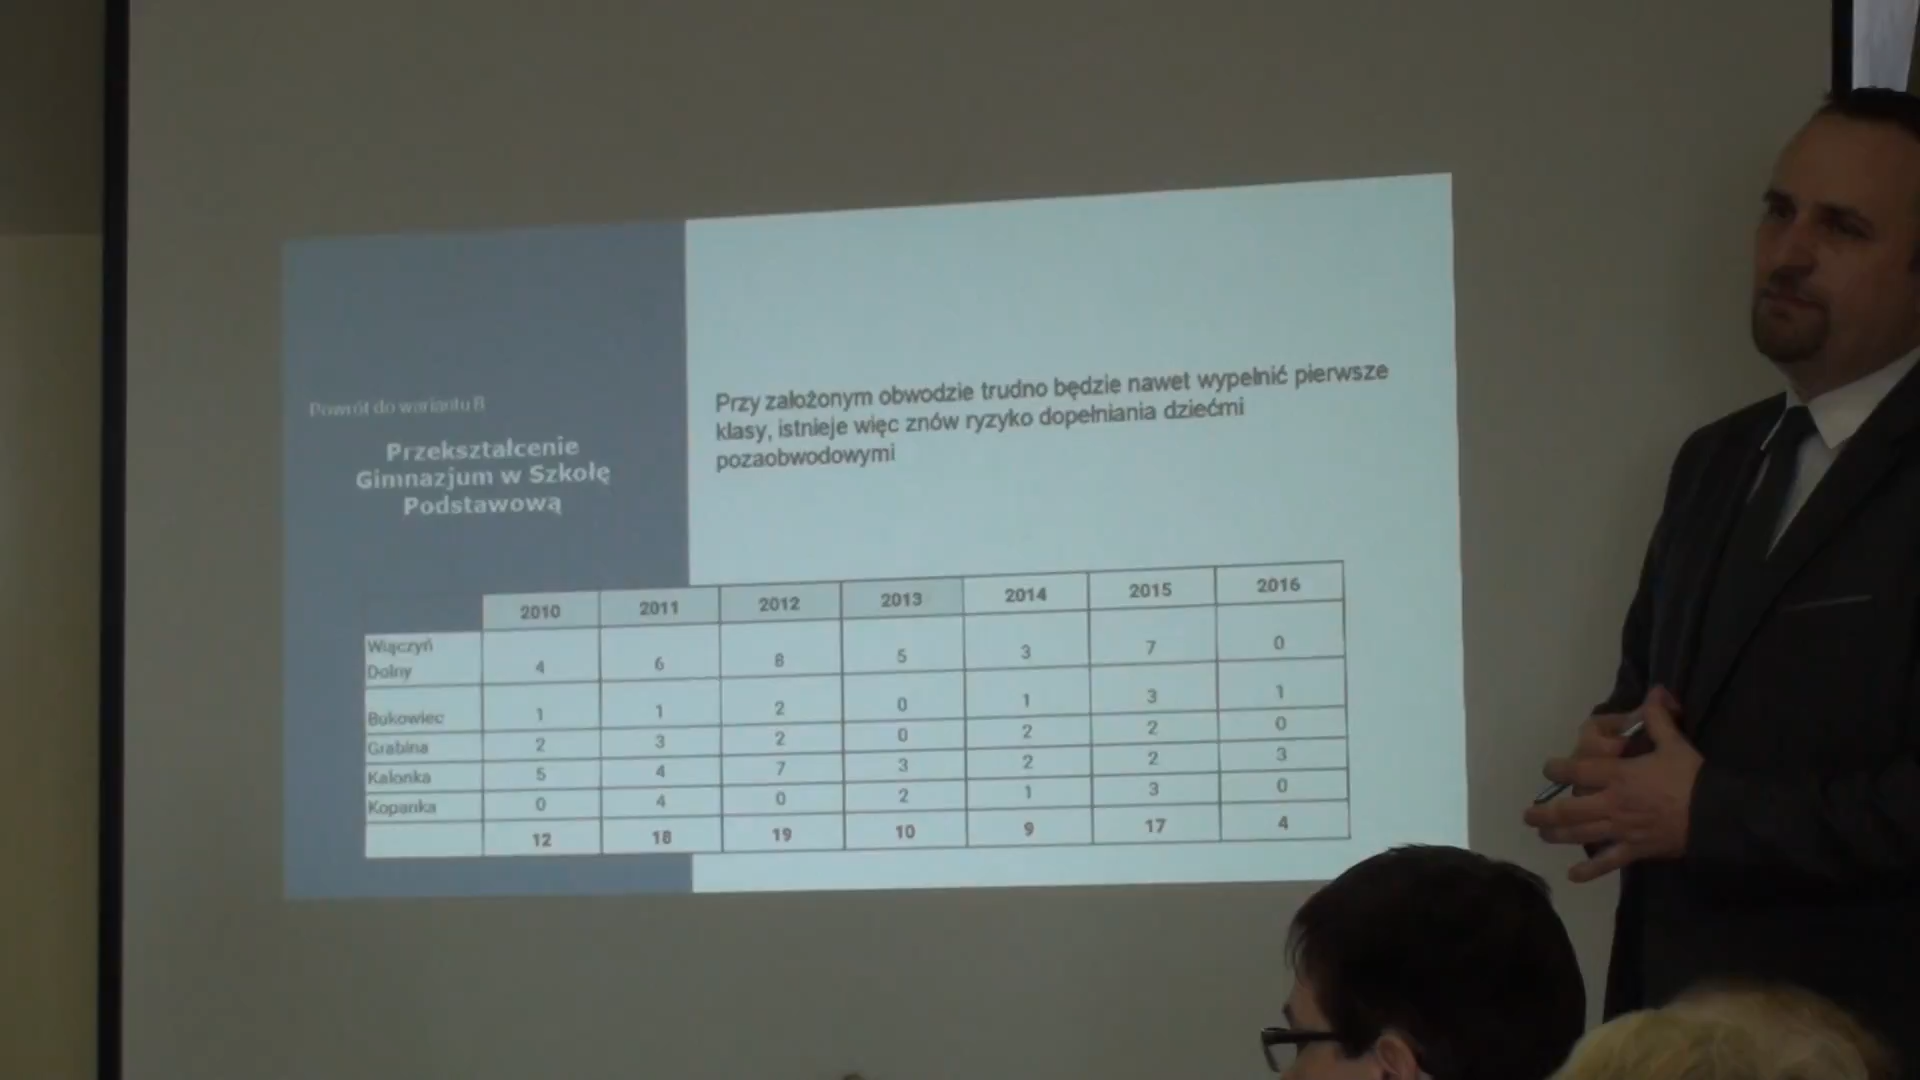 Powrót do wariantu B
Przekształcenie
Gimnazjum w Szkołę
Podstawową
Przy założonym obwodzie trudno będzie nawet wypełnić pierwsze
klasy, istnieje więc znów ryzyko dopełniania dziećmi
pozaobwodowymi
2010 2011 2012 2013 2014 2015 2016
Wiączyń
Dolny 4 6 8 5 3 7 0
Bukowiec 1 1 2 0 1 3 1
Grabina 2 3 2 0 2 2 0
Kalonka 5 4 7 3 2 2 3
Kopanka 0 4 0 2 1 3 0
12 18 19 10 9 17 4